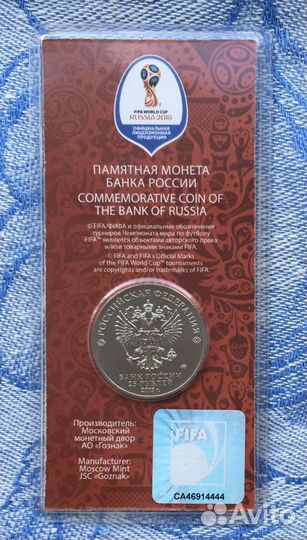 FIFA WORLD CUP
RUSSIA 2018
ОФИЦИАЛЬНАЯ
ЛИЦЕНЗИОННАЯ
ПРОДУКЦИЯ
ПАМЯТНАЯ МОНЕТА
БАНКА РОССИИ
COMMEMORATIVE COIN OF
THE BANK OF RUSSIA
© FIFA/ФИФА и официальные обозначения
турниров Чемпионата мира по футболу
FIFA™ являются объектами авторского права
и/или товарными знаками FIFA.
© FIFA and FIFA's Official Marks
of the FIFA World Cup™ tournaments
are copyrights and/or trademarks of FIFA.
РОССИЙСКАЯ ФЕДЕРАЦИЯ
БАНК РОССИИ
25 РУБЛЕЙ
Производитель:
Московский
монетный двор
АО «Гознак»
Manufacturer:
Moscow Mint
JSC «Goznak»
FIFA
CA46914444
Avito